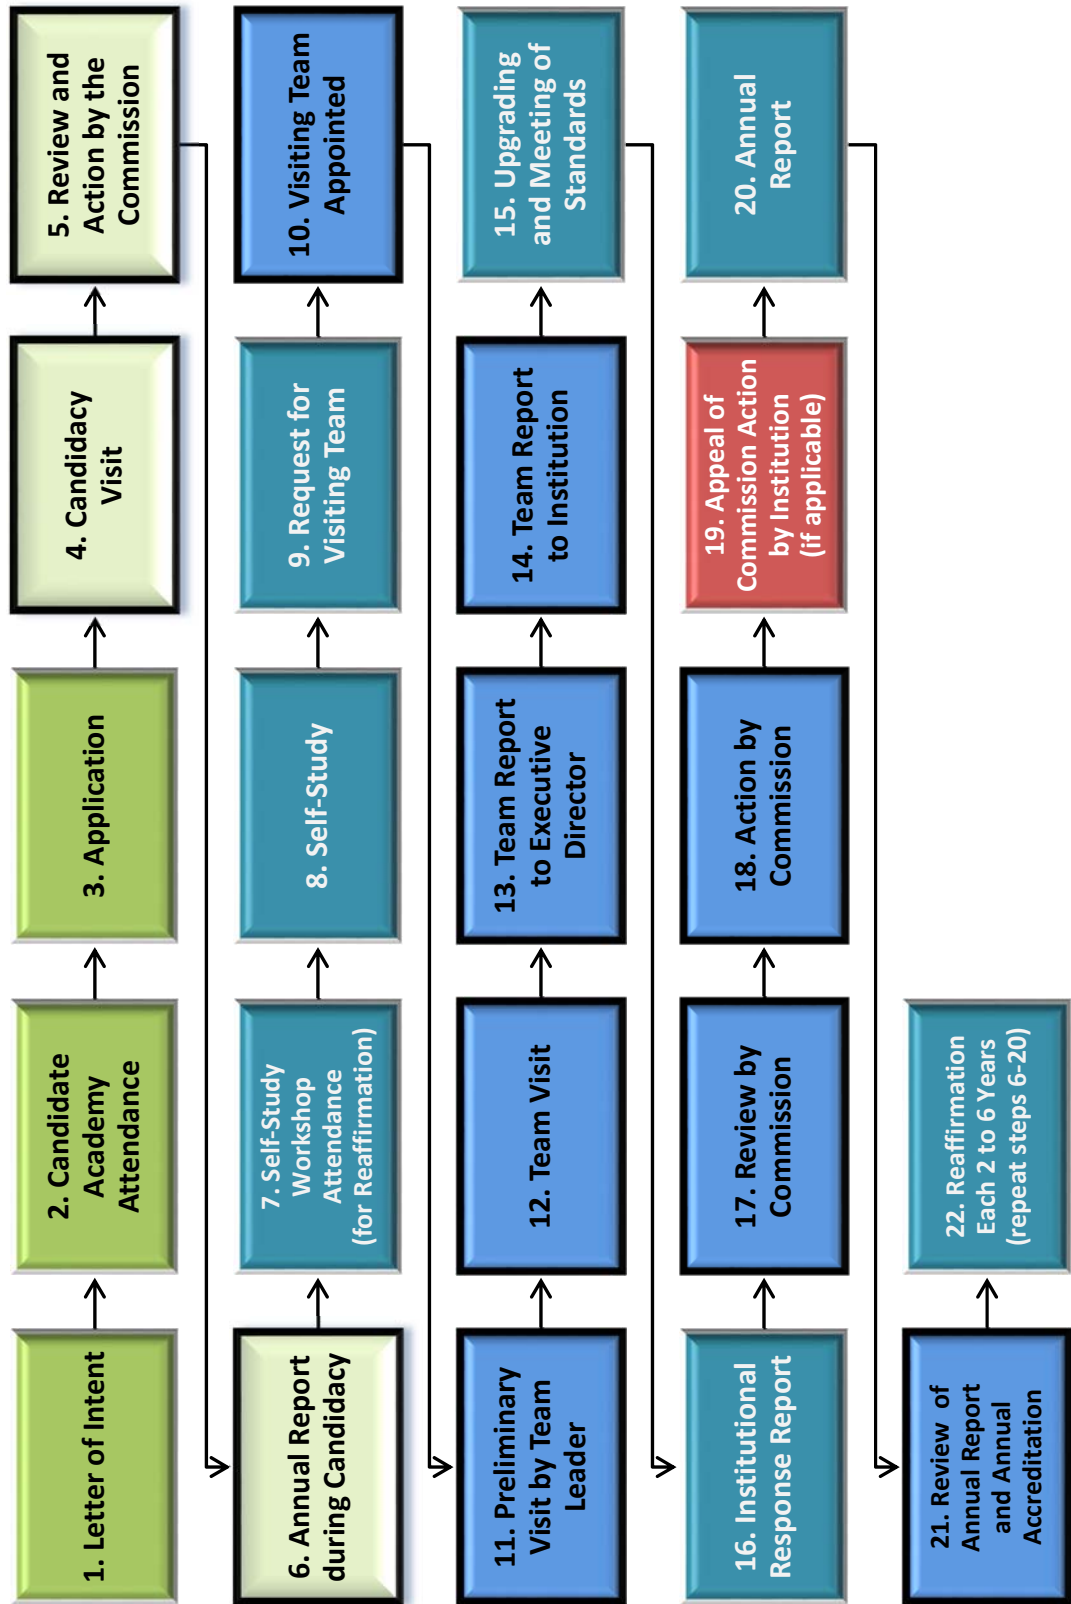 1. Letter of Intent
2. Candidate
Academy
Attendance
3. Application
4. Candidacy
Visit
5. Review and
Action by the
Commission
6. Annual Report
during Candidacy
7. Self-Study
Workshop
Attendance
(for Reaffirmation)
8. Self-Study
9. Request for
Visiting Team
10. Visiting Team
Appointed
11. Preliminary
Visit by Team
Leader
12. Team Visit
13. Team Report
to Executive
Director
14. Team Report
to Institution
15. Upgrading
and Meeting of
Standards
16. Institutional
Response Report
17. Review by
Commission
18. Action by
Commission
19. Appeal of
Commission Action
by Institution
(if applicable)
20. Annual
Report
21. Review of
Annual Report
and Annual
Accreditation
22. Reaffirmation
Each 2 to 6 Years
(repeat steps 6-20)